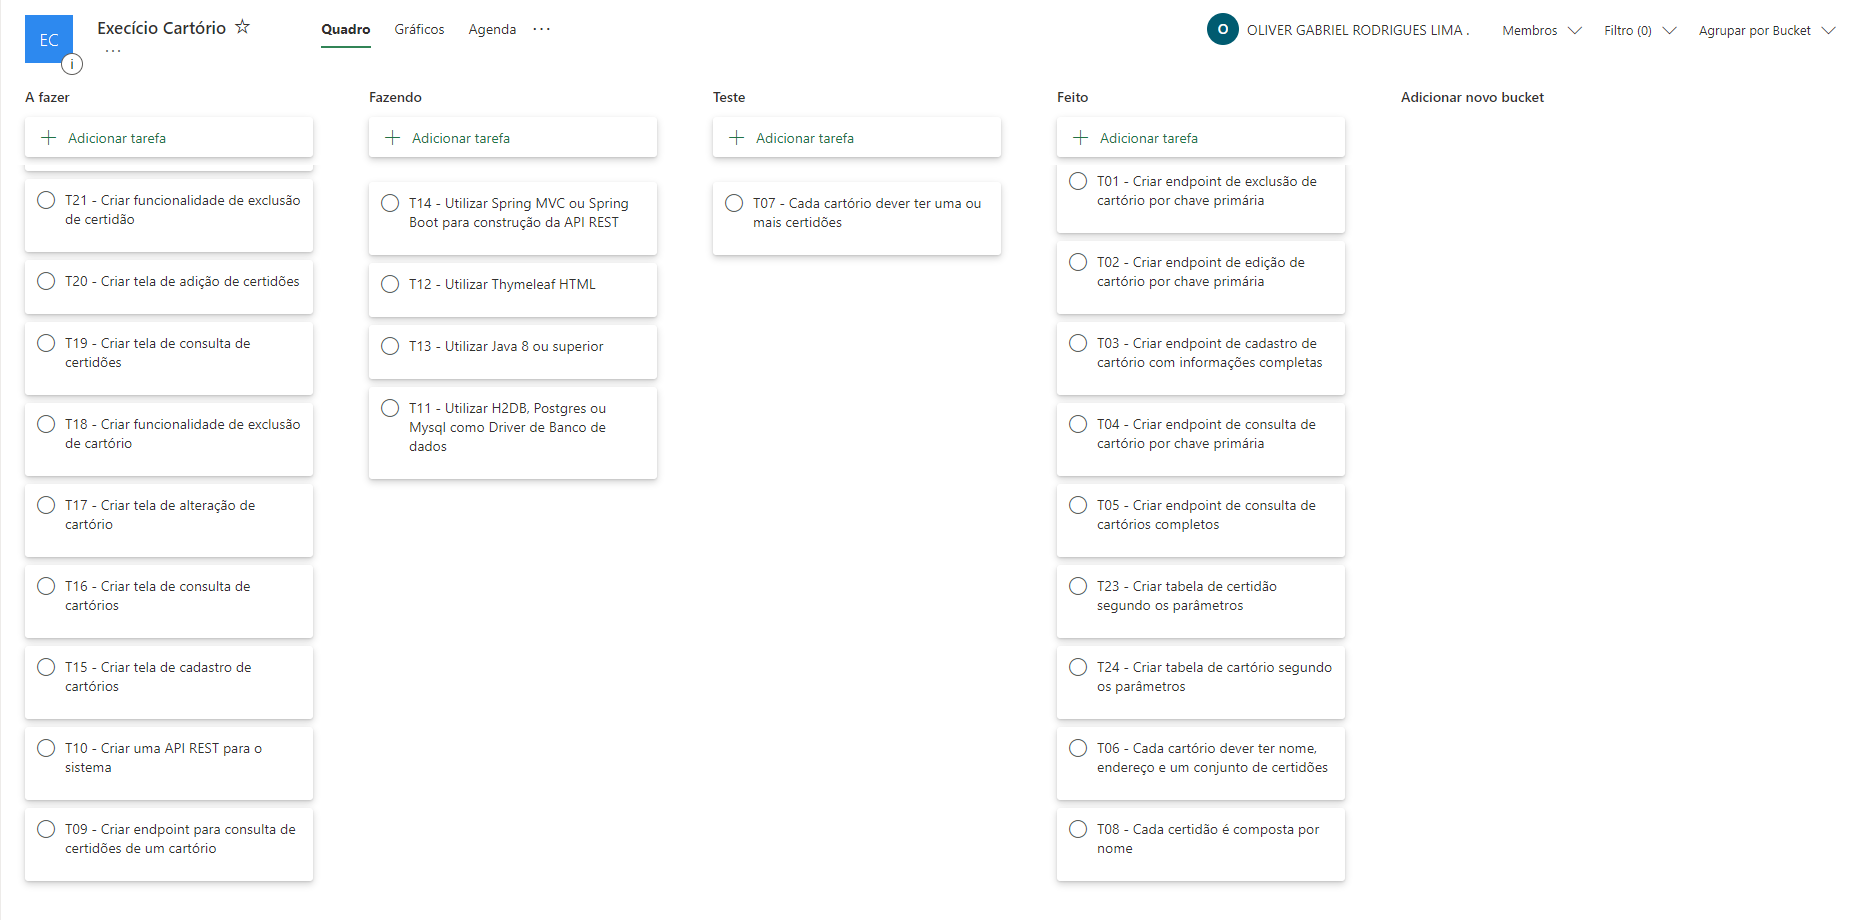 EC
i
Execício Cartório
...
Quadro
Gráficos
Agenda
...
O
OLIVER GABRIEL RODRIGUES LIMA .
Membros
Filtro (0)
Agrupar por Bucket
A fazer
Adicionar tarefa
T21 - Criar funcionalidade de exclusão
de certidão
T20 - Criar tela de adição de certidões
T19 - Criar tela de consulta de
certidões
T18 - Criar funcionalidade de exclusão
de cartório
T17 - Criar tela de alteração de
cartório
T16 - Criar tela de consulta de
cartórios
T15 - Criar tela de cadastro de
cartórios
T10 - Criar uma API REST para o
sistema
T09 - Criar endpoint para consulta de
certidões de um cartório
Fazendo
Adicionar tarefa
T14 - Utilizar Spring MVC ou Spring
Boot para construção da API REST
T12 - Utilizar Thymeleaf HTML
T13 - Utilizar Java 8 ou superior
T11 - Utilizar H2DB, Postgres ou
Mysql como Driver de Banco de
dados
Teste
Adicionar tarefa
T07 - Cada cartório dever ter uma ou
mais certidões
Feito
Adicionar tarefa
T01 - Criar endpoint de exclusão de
cartório por chave primária
T02 - Criar endpoint de edição de
cartório por chave primária
T03 - Criar endpoint de cadastro de
cartório com informações completas
T04 - Criar endpoint de consulta de
cartório por chave primária
T05 - Criar endpoint de consulta de
cartórios completos
T23 - Criar tabela de certidão
segundo os parâmetros
T24 - Criar tabela de cartório segundo
os parâmetros
T06 - Cada cartório dever ter nome,
endereço e um conjunto de certidões
T08 - Cada certidão é composta por
nome
Adicionar novo bucket